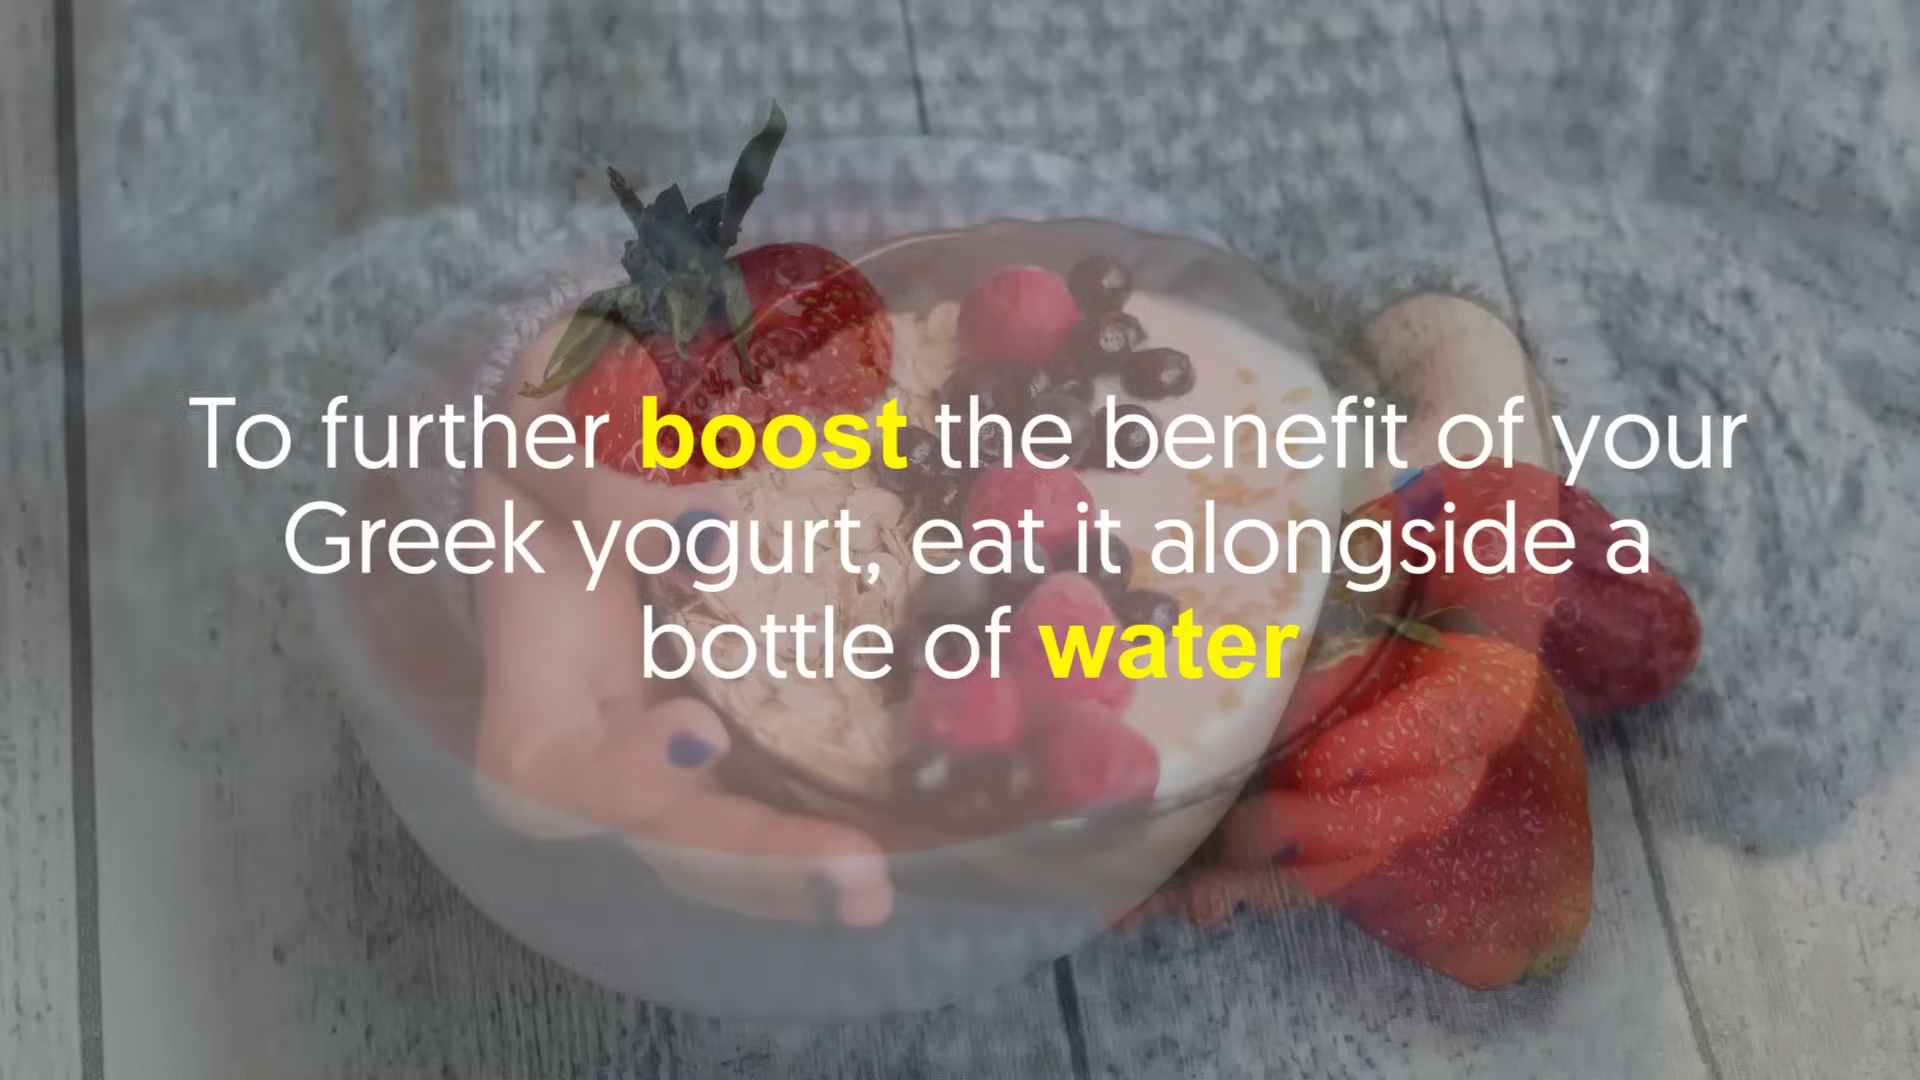 To further boost the benefit of your
Greek yogurt, eat it alongside a
bottle of water